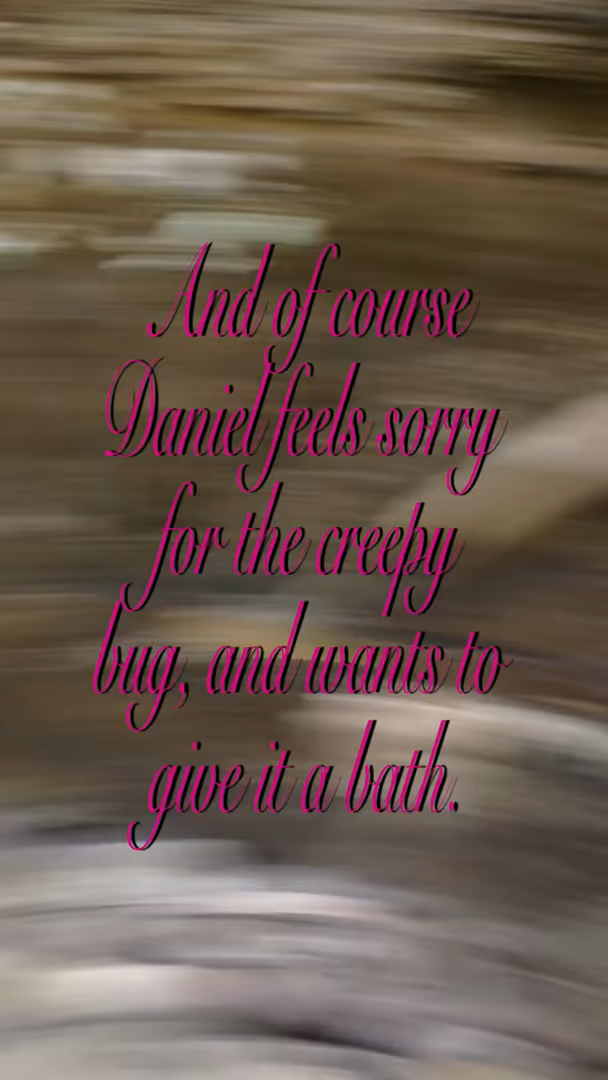 And of course
Daniel feels sorry
for the creepy
bug, and wants to
give it a bath.